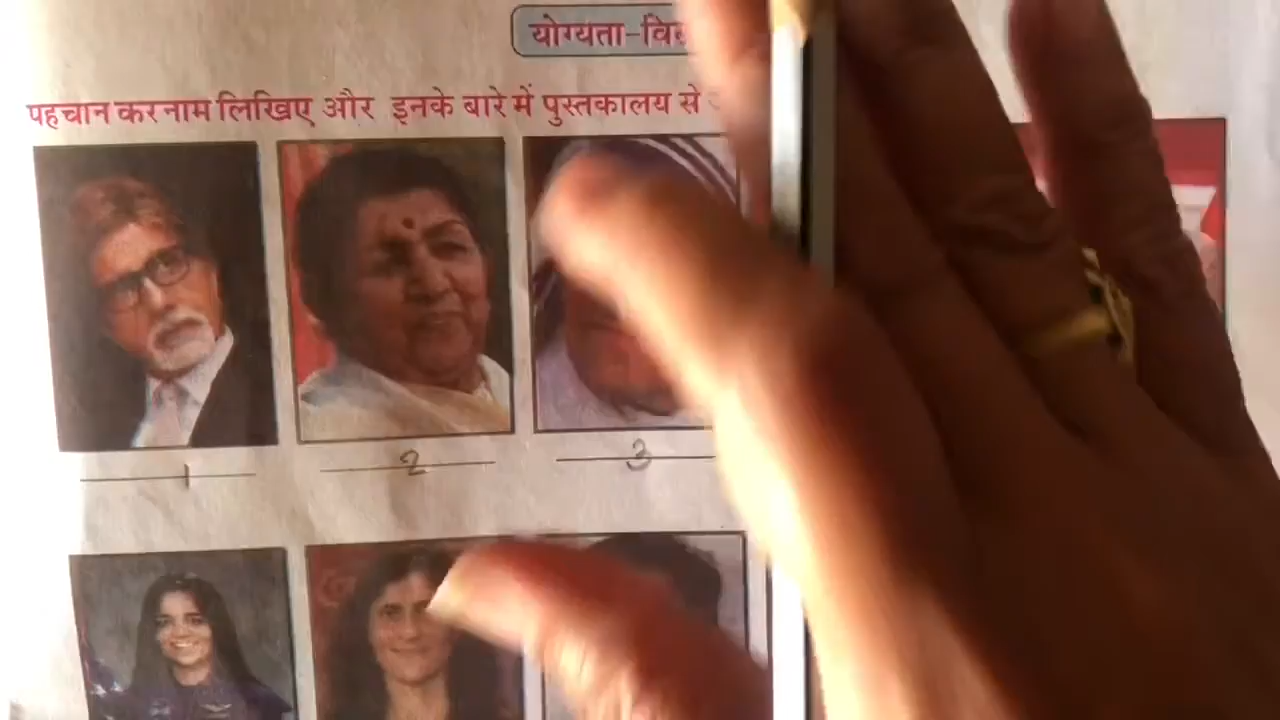 योग्यता-
पहचान कर नाम लिखिए और इनके बारे में पुस्तकालय से
1 2 3